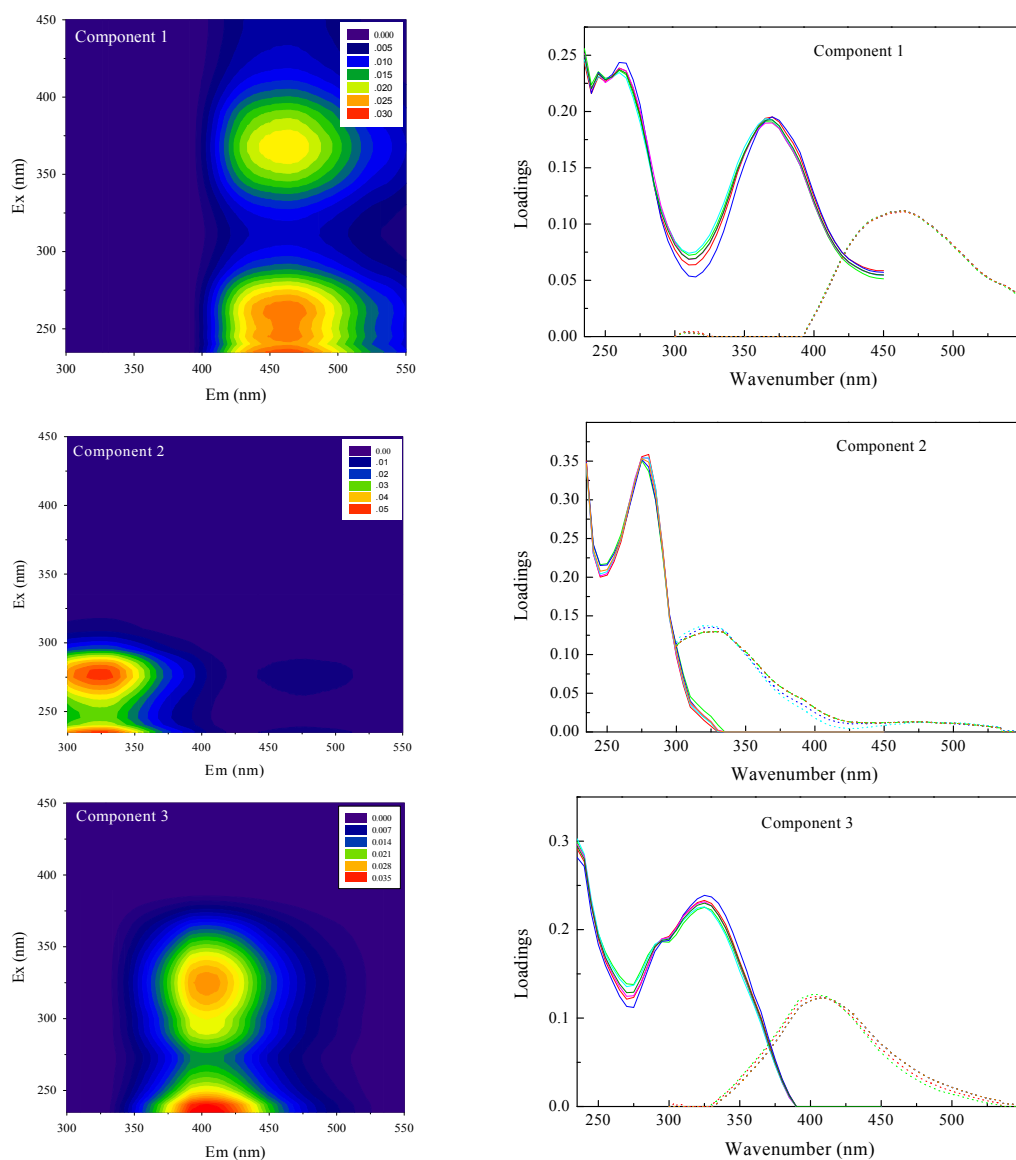 Component 1
0.000
.005
.010
.015
.020
.025
.030
450
400
350
300
250
300 350 400 450 500 550
Ex (nm)
Em (nm)
Component 1
0.25
0.20
0.15
0.10
0.05
0.00
250 300 350 400 450 500
Loadings
Wavenumber (nm)
Component 2
0.00
.01
.02
.03
.04
.05
450
400
350
300
250
300 350 400 450 500 550
Ex (nm)
Em (nm)
Component 2
0.35
0.30
0.25
0.20
0.15
0.10
0.05
0.00
250 300 350 400 450 500
Loadings
Wavenumber (nm)
Component 3
0.000
0.007
0.014
0.021
0.028
0.035
450
400
350
300
250
300 350 400 450 500 550
Ex (nm)
Em (nm)
Component 3
0.3
0.2
0.1
0.0
250 300 350 400 450 500
Loadings
Wavenumber (nm)